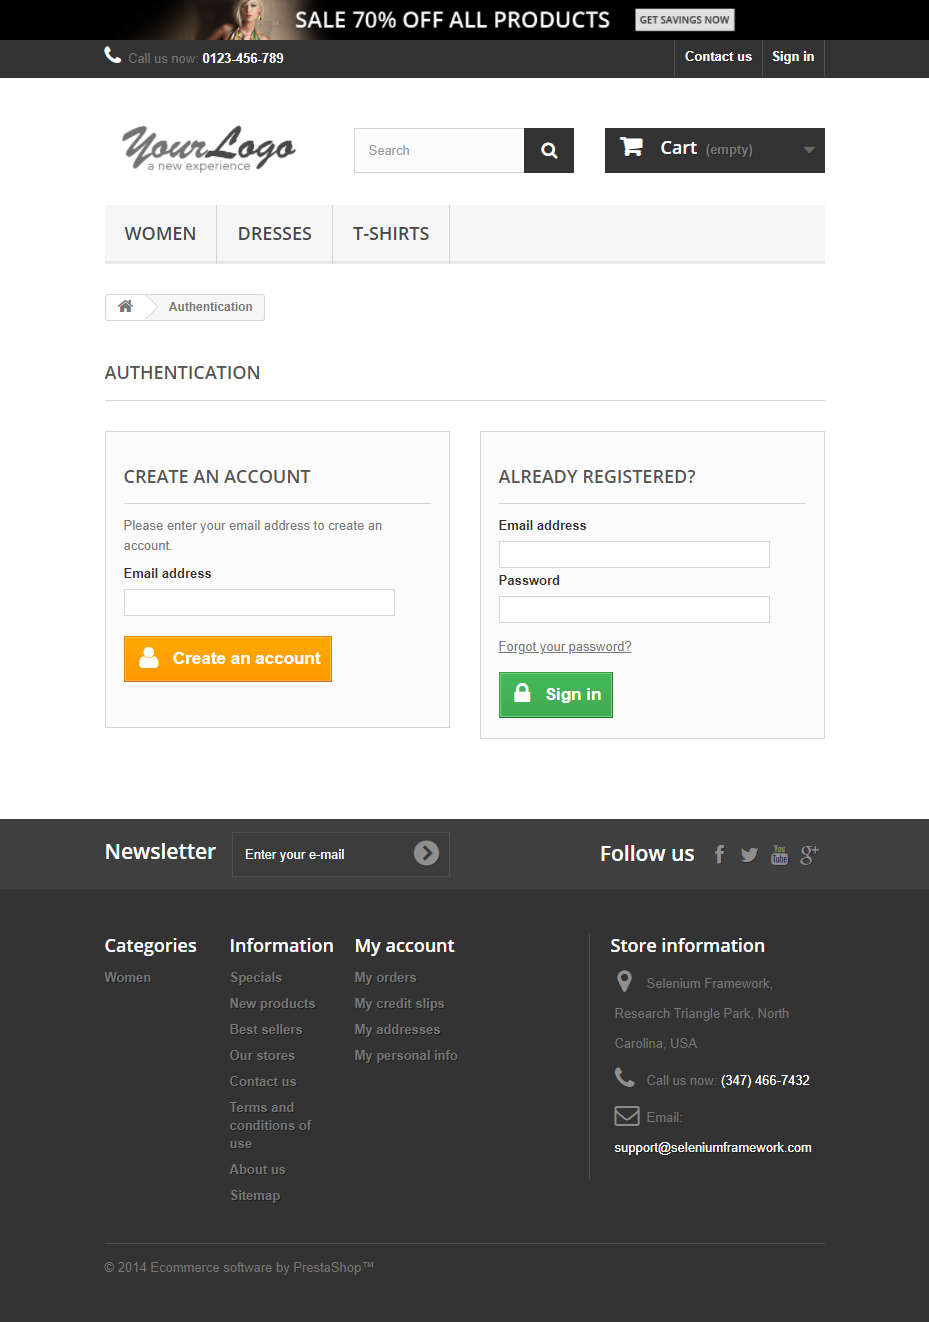 SALE 70% OFF ALL PRODUCTS GET SAVINGS NOW
Call us now: 0123-456-789 Contact us Sign in
YourLogo
a new experience
Search
Cart (empty)
WOMEN DRESSES T-SHIRTS
Authentication
AUTHENTICATION
CREATE AN ACCOUNT
Please enter your email address to create an
account.
Email address
Create an account
ALREADY REGISTERED?
Email address
Password
Forgot your password?
Sign in
Newsletter Enter your e-mail
Follow us f You Tube g+
Categories
Women
Information
Specials
New products
Best sellers
Our stores
Contact us
Terms and
conditions of
use
About us
Sitemap
My account
My orders
My credit slips
My addresses
My personal info
Store information
Selenium Framework,
Research Triangle Park, North
Carolina, USA
Call us now: (347) 466-7432
Email:
support@seleniumframework.com
© 2014 Ecommerce software by PrestaShop™